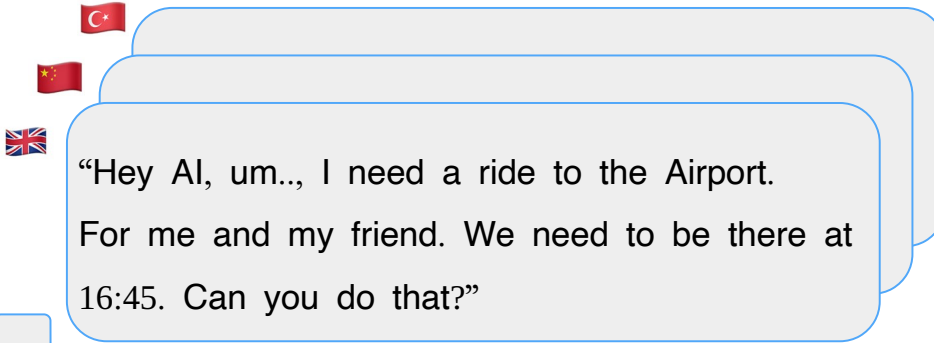 “Hey AI, um.., I need a ride to the Airport.
For me and my friend. We need to be there at
16:45. Can you do that?”